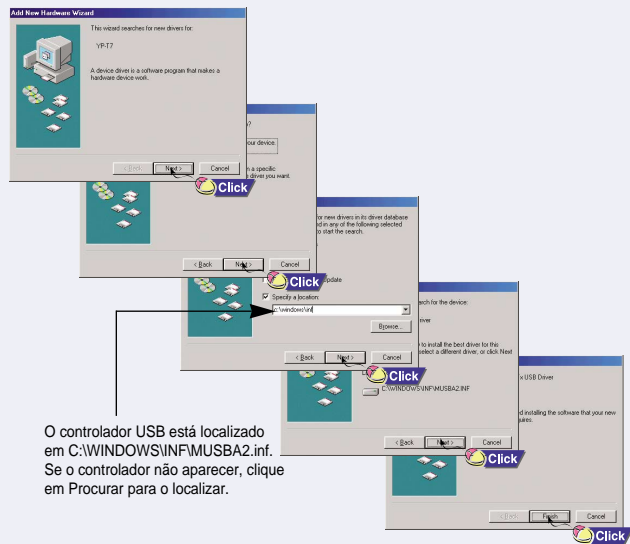 Add New Hardware Wizard
This wizard searches for new drivers for:
YP-T7
A device driver is a software program that makes a
hardware device work.
< Back Next > Cancel
Click
your device.
n a specific
driver you want.
< Back Next > Cancel
Click
for new drivers in its driver database
d in any of the following selected
to start the search.
pdate
Specify a location:
c:\windows\inf
Browse...
< Back Next > Cancel
Click
arch for the device:
river
to install the best driver for this
select a different driver, or click Next
C:\WINDOWS\INF\MUSBA2.INF
< Back Next > Cancel
Click
x USB Driver
ed installing the software that your new
quires.
< Back Finish Cancel
Click
O controlador USB está localizado
em C:\WINDOWS\INF\MUSBA2.inf.
Se o controlador não aparecer, clique
em Procurar para o localizar.